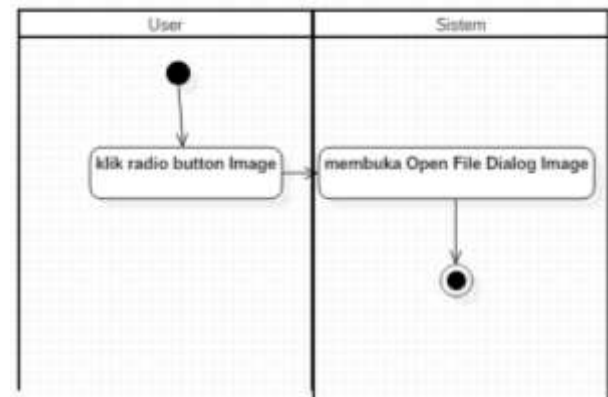 User
Sistem
klik radio button Image
membuka Open File Dialog Image